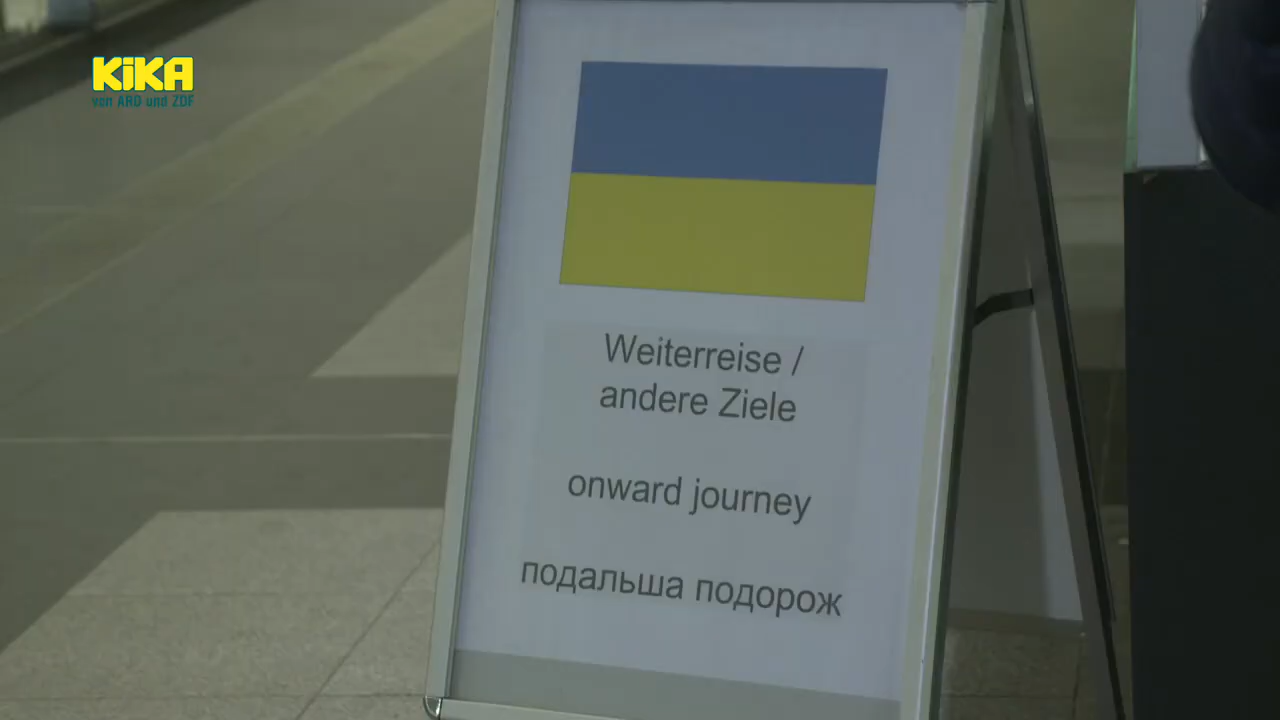 KiKA
von ARD und ZDF
Weiterreise /
andere Ziele
onward journey
подальша подорож